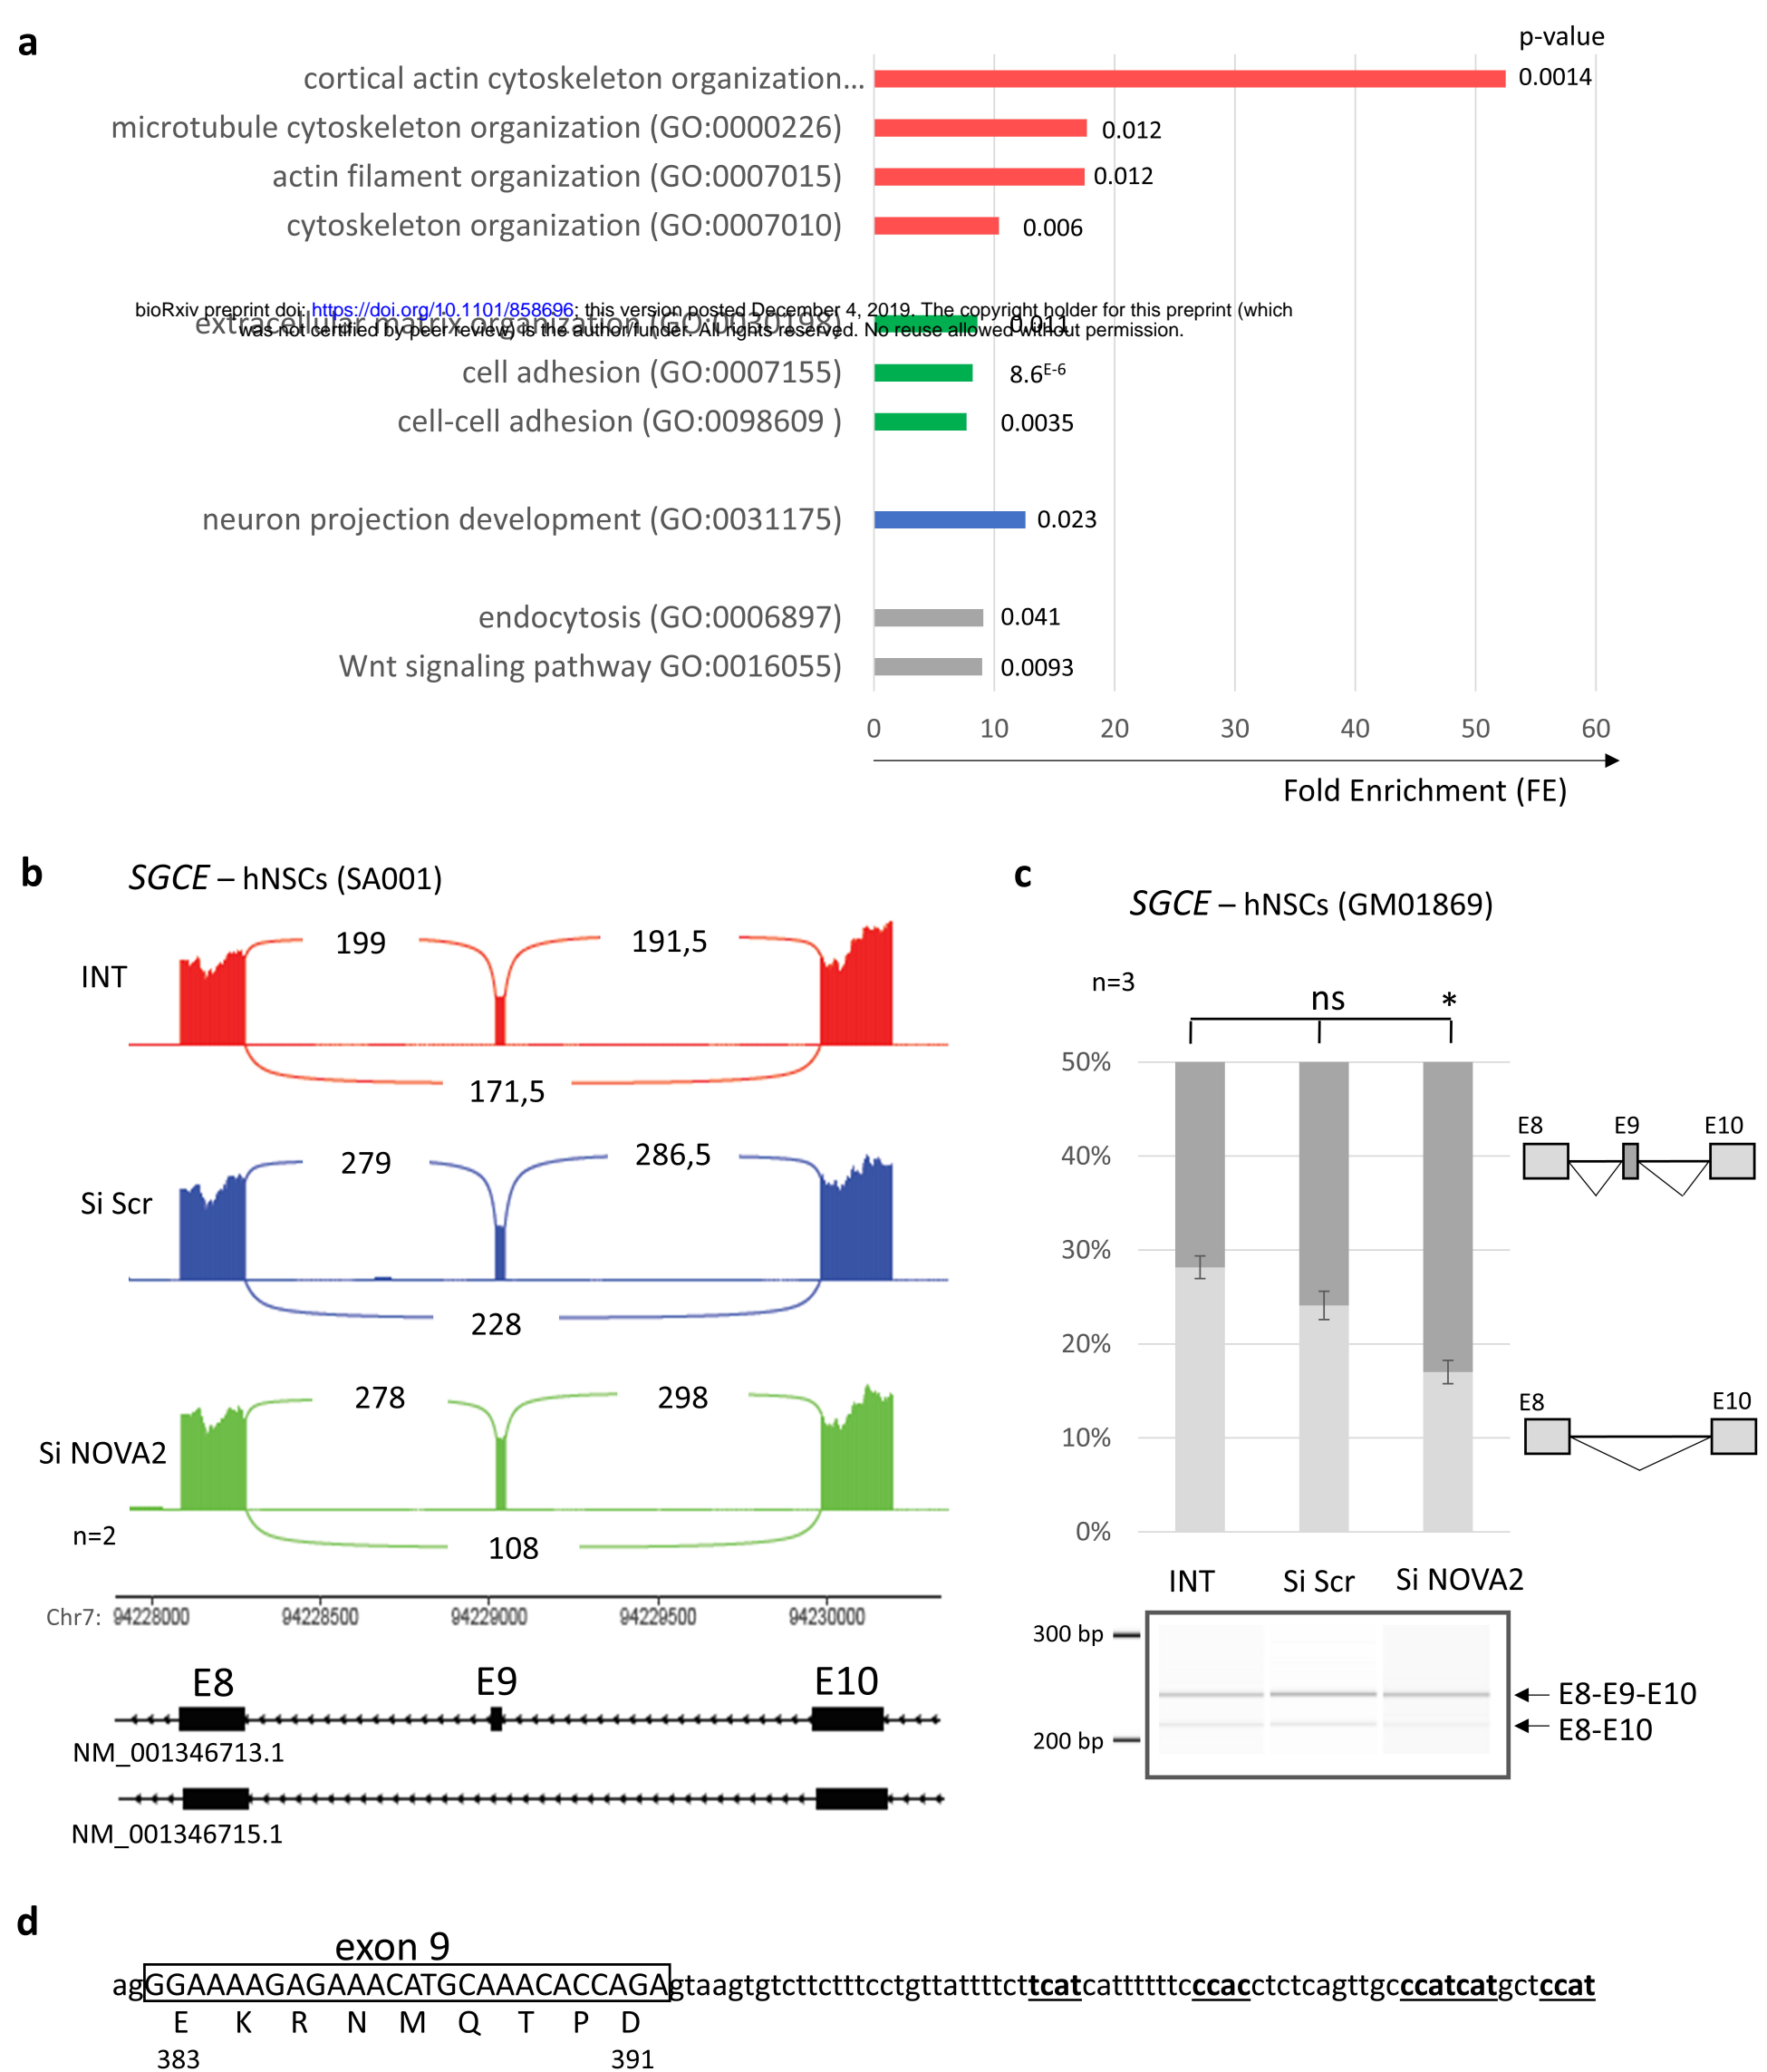 a
p-value
cortical actin cytoskeleton organization... 0.0014
microtubule cytoskeleton organization (GO:0000226) 0.012
actin filament organization (GO:0007015) 0.012
cytoskeleton organization (GO:0007010) 0.006
bioRxiv preprint doi: https://doi.org/10.1101/858696; this version posted December 4, 2019. The copyright holder for this preprint (which
was not certified by peer review) is the author/funder. All rights reserved. No reuse allowed without permission.
extracellular matrix organization (GO:0030198) 0.011
cell adhesion (GO:0007155) 8.6E-6
cell-cell adhesion (GO:0098609 ) 0.0035
neuron projection development (GO:0031175) 0.023
endocytosis (GO:0006897) 0.041
Wnt signaling pathway GO:0016055) 0.0093
0 10 20 30 40 50 60
Fold Enrichment (FE)
b
SGCE – hNSCs (SA001)
INT
199
191,5
171,5
Si Scr
279
286,5
228
Si NOVA2
278
298
108
n=2
Chr7: 94228000 94228500 94229000 94229500 94230000
E8 E9 E10
NM_001346713.1
NM_001346715.1
c
SGCE – hNSCs (GM01869)
n=3
ns *
50%
40%
30%
20%
10%
0%
E8 E9 E10
E8 E10
INT Si Scr Si NOVA2
300 bp
200 bp
E8-E9-E10
E8-E10
d
exon 9
agGGAAAAGAGAAACATGCAAACACCAGAgtaagtgtcttctttcctgttattttcttcatcattttttcccacctctcagttgcccatcatgctccat
E K R N M Q T P D
383 391